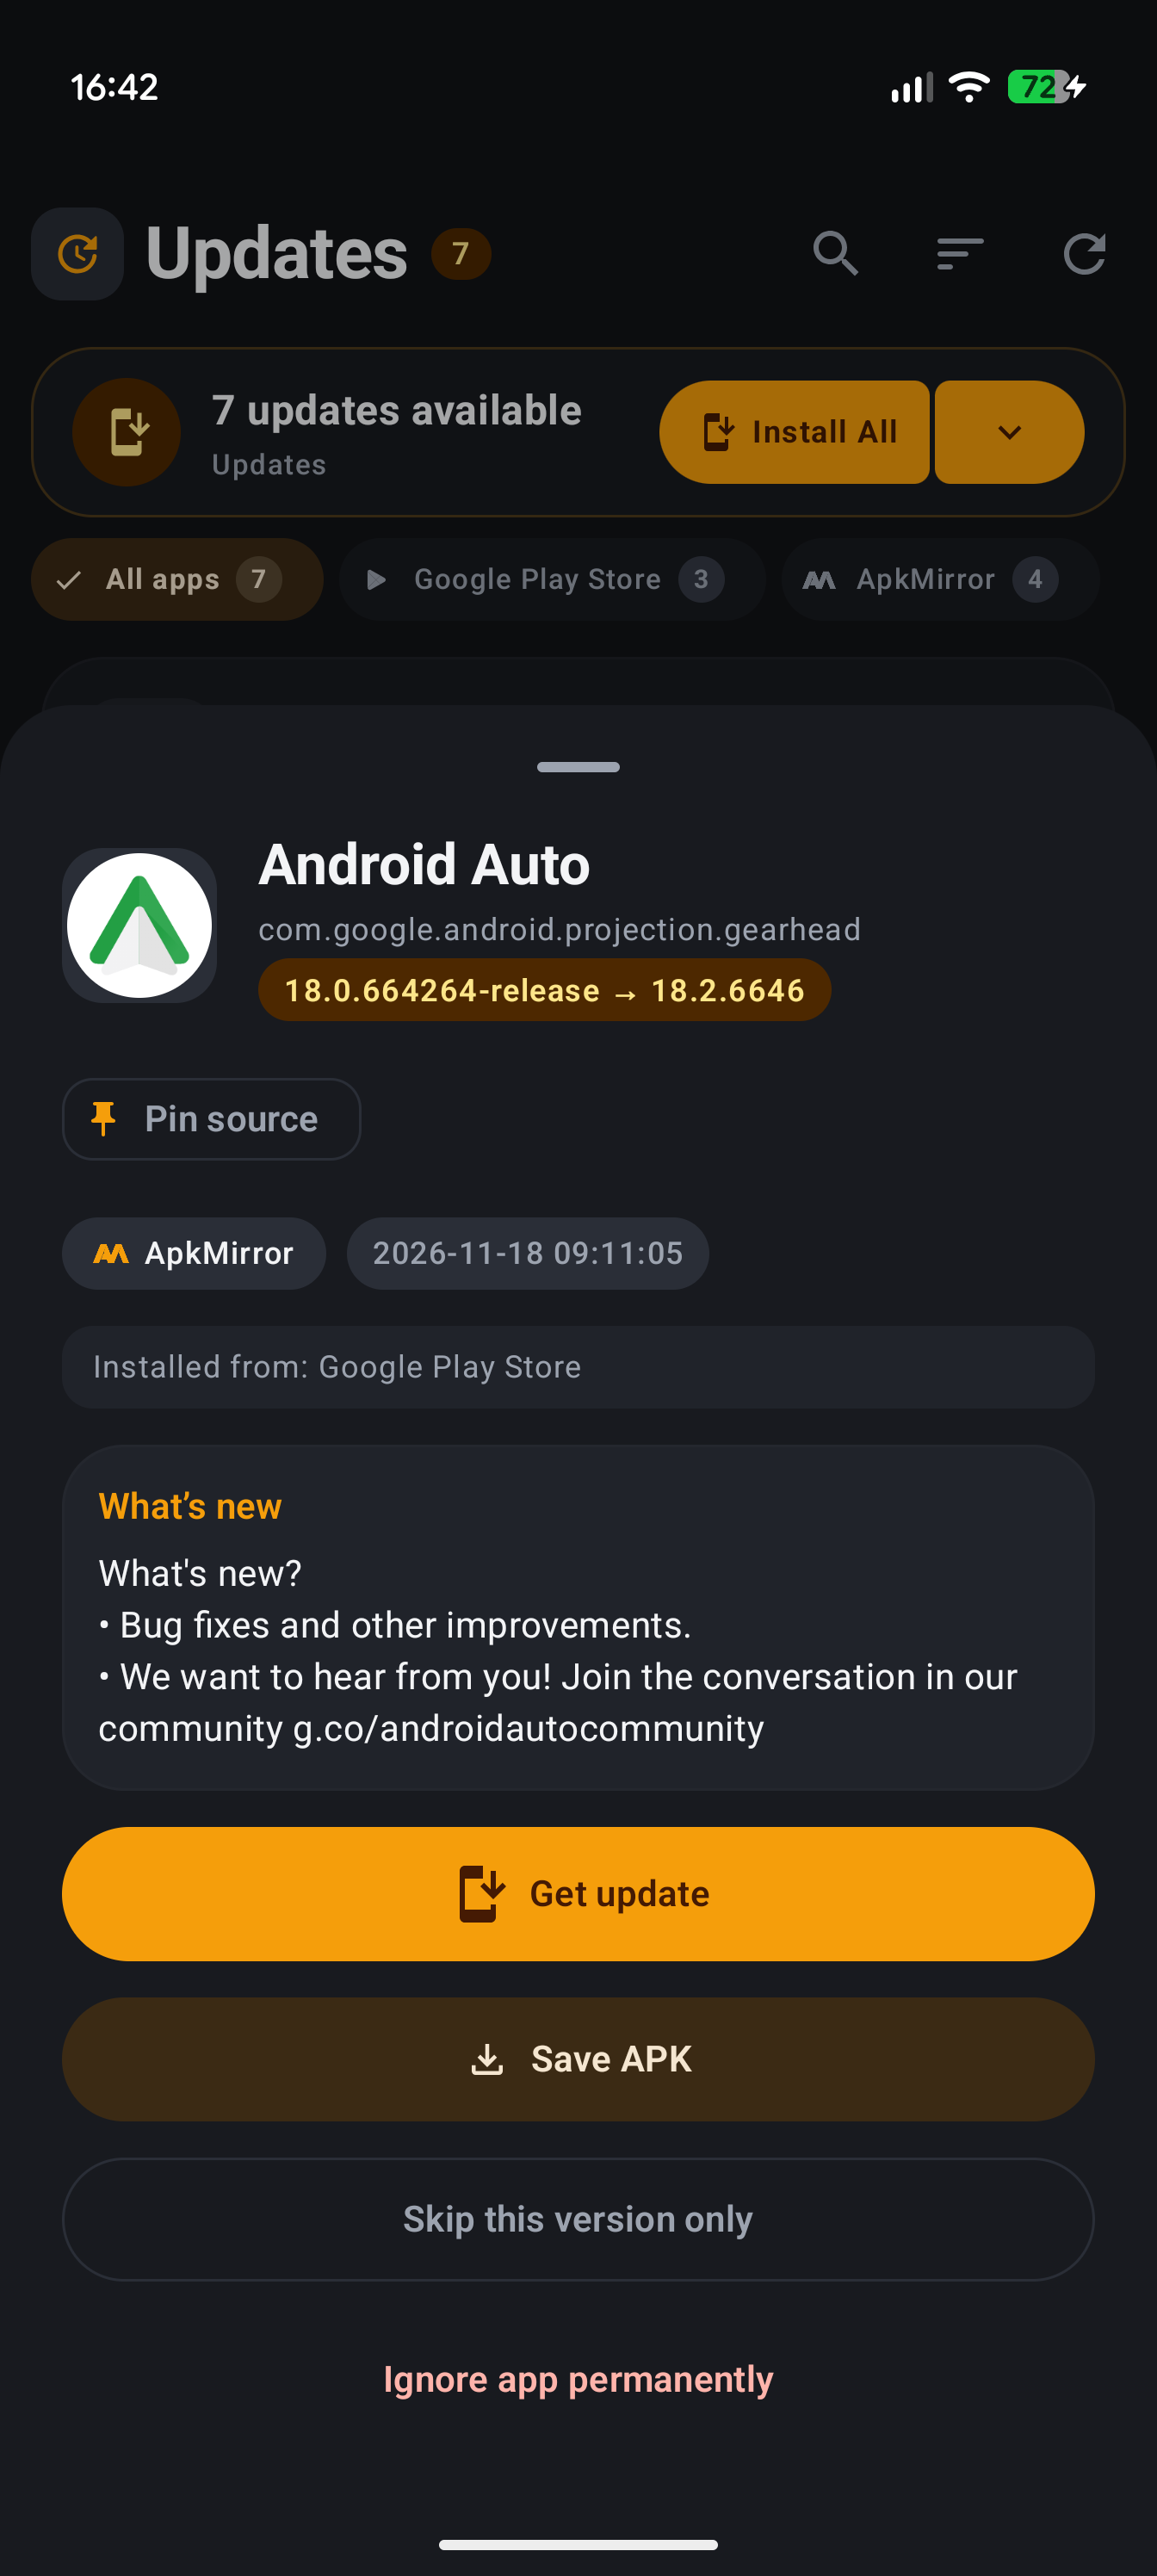 16:42
72
Updates 7
7 updates available
Updates
Install All
All apps 7
Google Play Store 3
ApkMirror 4
Android Auto
com.google.android.projection.gearhead
18.0.664264-release → 18.2.6646
Pin source
ApkMirror
2026-11-18 09:11:05
Installed from: Google Play Store
What’s new
What's new?
• Bug fixes and other improvements.
• We want to hear from you! Join the conversation in our
community g.co/androidautocommunity
Get update
Save APK
Skip this version only
Ignore app permanently